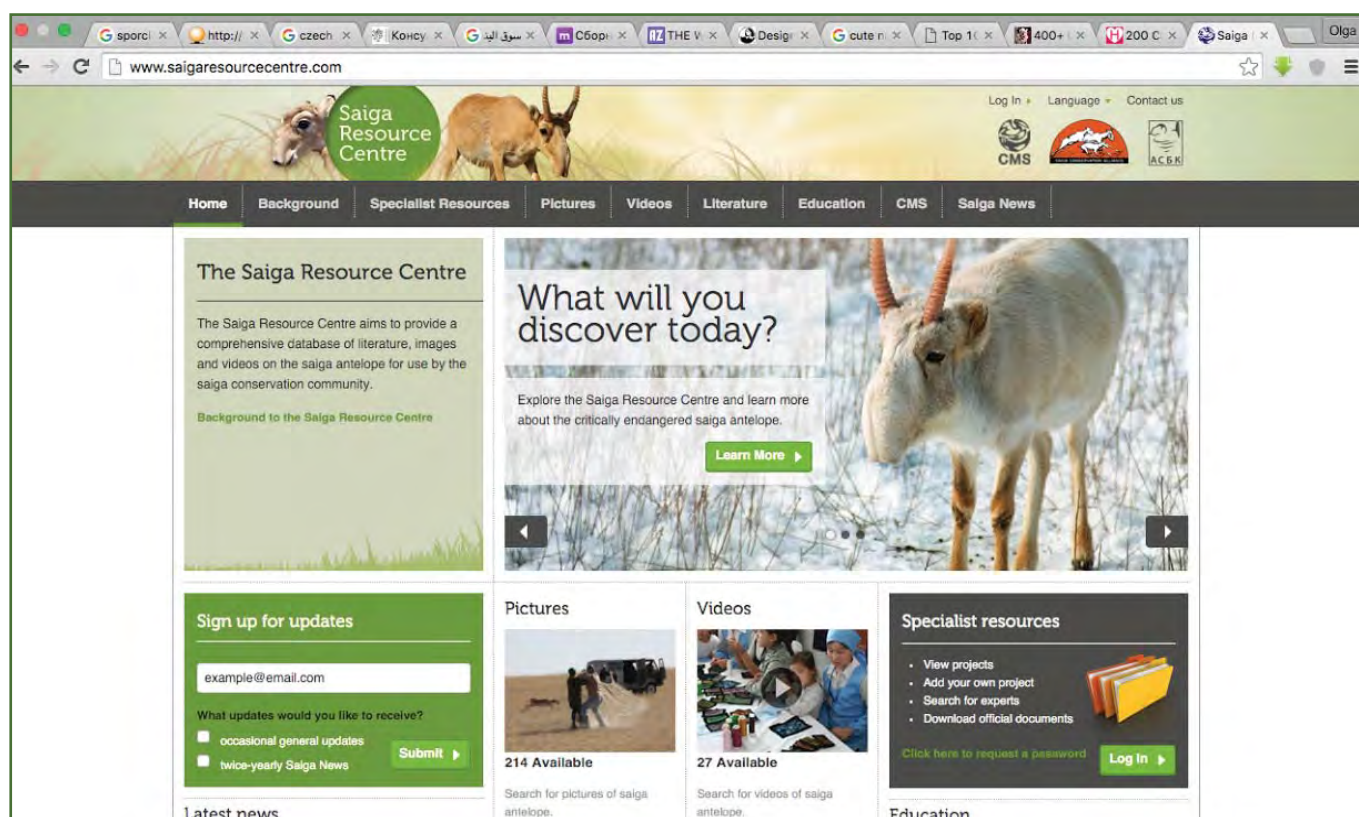 sporcl
http://
czech
Консу
سوق الية
Сборн
THE W
Design
cute n
Top 1(
400+
200 C
Saiga
Olga
www.saigaresourcecentre.com
Saiga
Resource
Centre
Log In
Language
Contact us
CMS
АСБК
Home Background Specialist Resources Pictures Videos Literature Education CMS Saiga News
The Saiga Resource Centre
The Saiga Resource Centre aims to provide a
comprehensive database of literature, images
and videos on the saiga antelope for use by the
saiga conservation community.
Background to the Saiga Resource Centre
What will you
discover today?
Explore the Saiga Resource Centre and learn more
about the critically endangered saiga antelope.
Learn More
Sign up for updates
example@email.com
What updates would you like to receive?
occasional general updates
twice-yearly Saiga News
Submit
Pictures
214 Available
Search for pictures of saiga
antelope.
Videos
27 Available
Search for videos of saiga
antelope.
Specialist resources
View projects
Add your own project
Search for experts
Download official documents
Click here to request a password
Log In
Latest news
Education